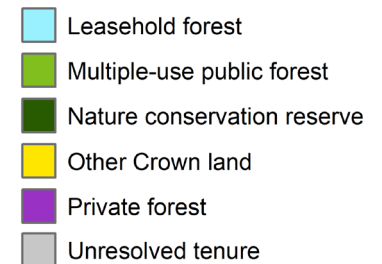 Leasehold forest
Multiple-use public forest
Nature conservation reserve
Other Crown land
Private forest
Unresolved tenure